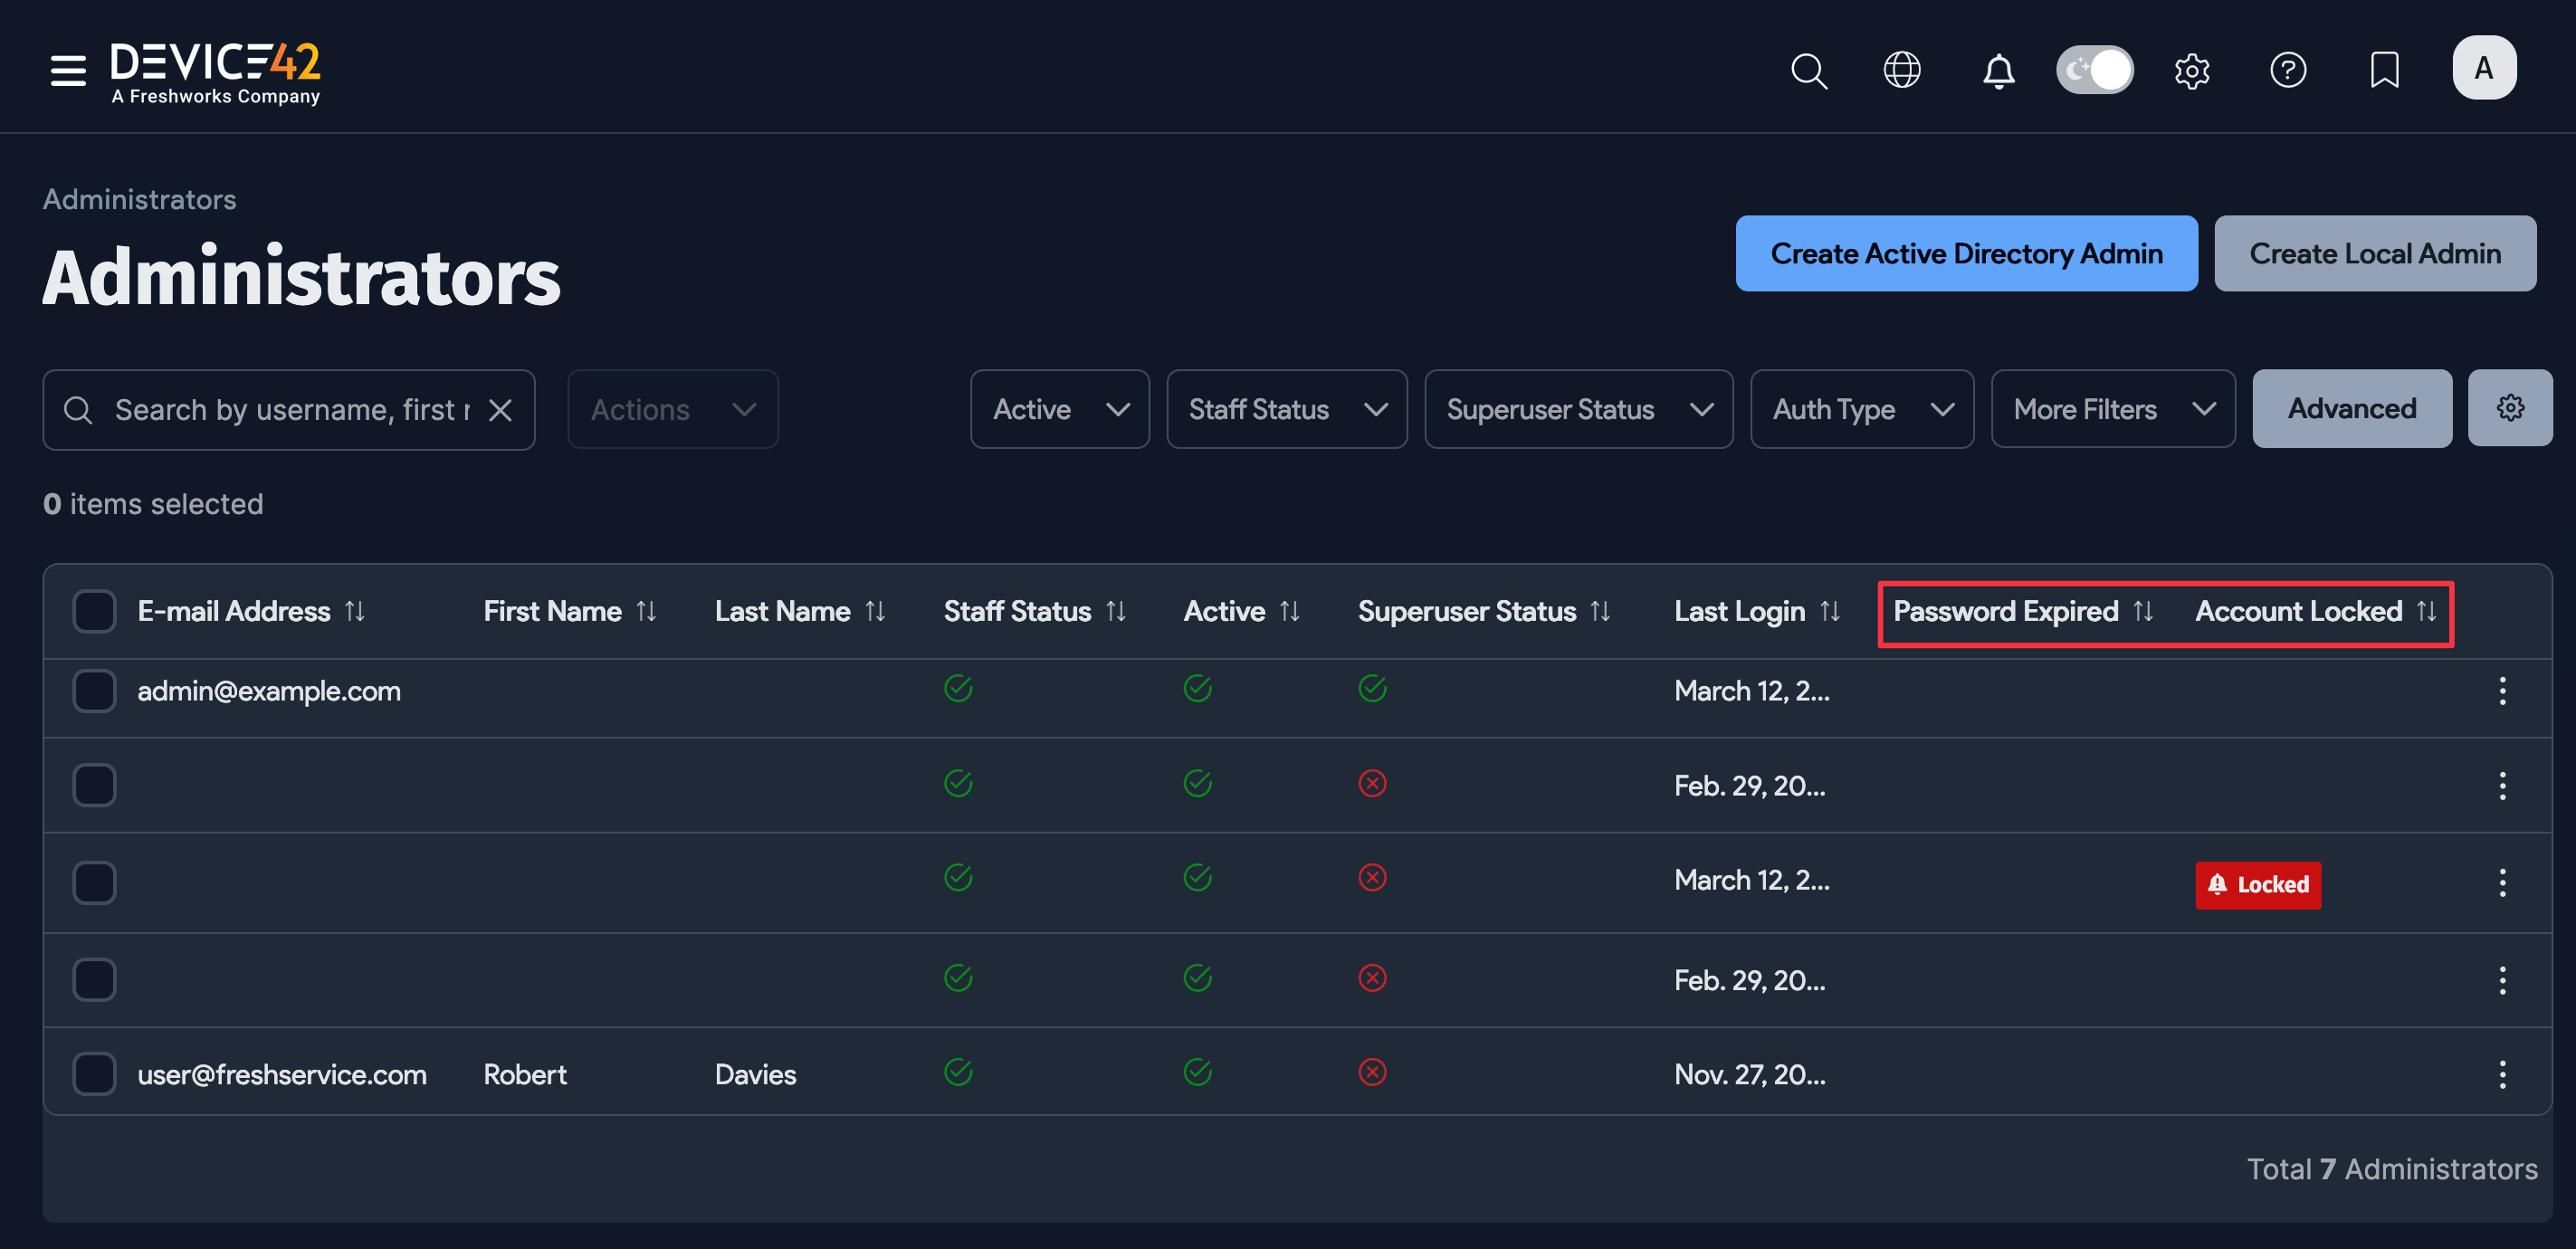 DEVICE42
A Freshworks Company
A
Administrators
Administrators
Create Active Directory Admin
Create Local Admin
Search by username, first r
Actions
Active
Staff Status
Superuser Status
Auth Type
More Filters
Advanced
0 items selected
E-mail Address First Name Last Name Staff Status Active Superuser Status Last Login Password Expired Account Locked
admin@example.com March 12, 2...
Feb. 29, 20...
March 12, 2... Locked
Feb. 29, 20...
user@freshservice.com Robert Davies Nov. 27, 20...
Total 7 Administrators